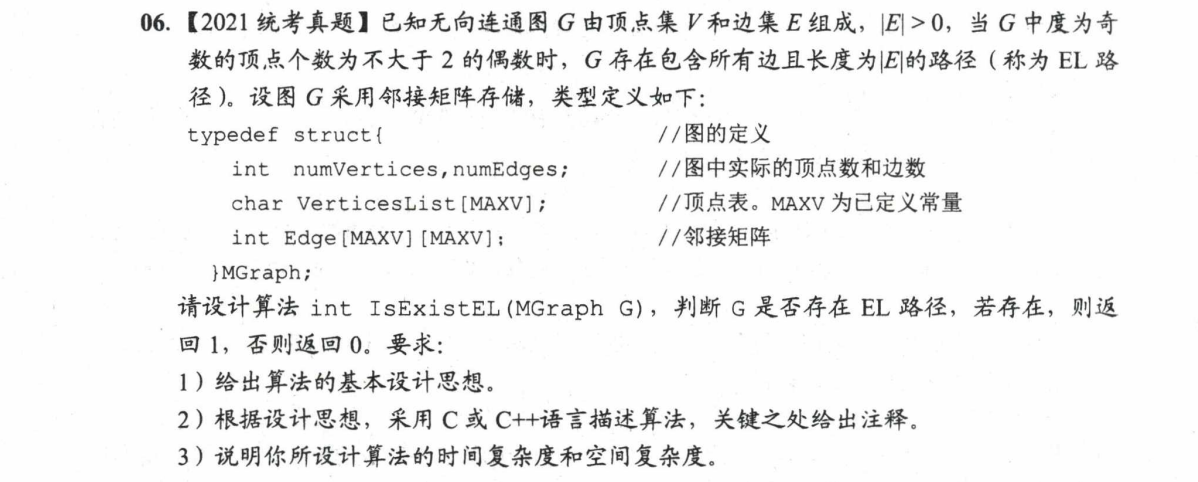 06.【2021 统考真题】已知无向连通图 G 由顶点集 V 和边集 E 组成，|E| > 0，当 G 中度为奇
数的顶点个数为不大于 2 的偶数时，G 存在包含所有边且长度为|E|的路径（称为 EL 路
径）。设图 G 采用邻接矩阵存储，类型定义如下：
typedef struct{ //图的定义
int numVertices,numEdges; //图中实际的顶点数和边数
char VerticesList[MAXV]; //顶点表。MAXV 为已定义常量
int Edge[MAXV][MAXV]; //邻接矩阵
}MGraph;
请设计算法 int IsExistEL(MGraph G)，判断 G 是否存在 EL 路径，若存在，则返
回 1，否则返回 0。要求：
1）给出算法的基本设计思想。
2）根据设计思想，采用 C 或 C++语言描述算法，关键之处给出注释。
3）说明你所设计算法的时间复杂度和空间复杂度。